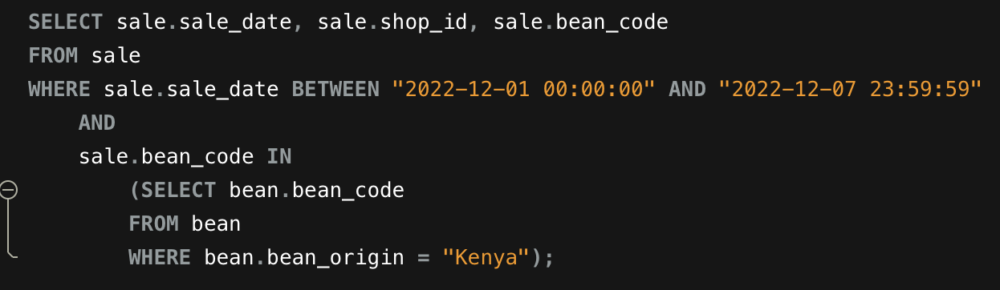 SELECT sale.sale_date, sale.shop_id, sale.bean_code
FROM sale
WHERE sale.sale_date BETWEEN "2022-12-01 00:00:00" AND "2022-12-07 23:59:59"
    AND
    sale.bean_code IN
        (SELECT bean.bean_code
        FROM bean
        WHERE bean.bean_origin = "Kenya");